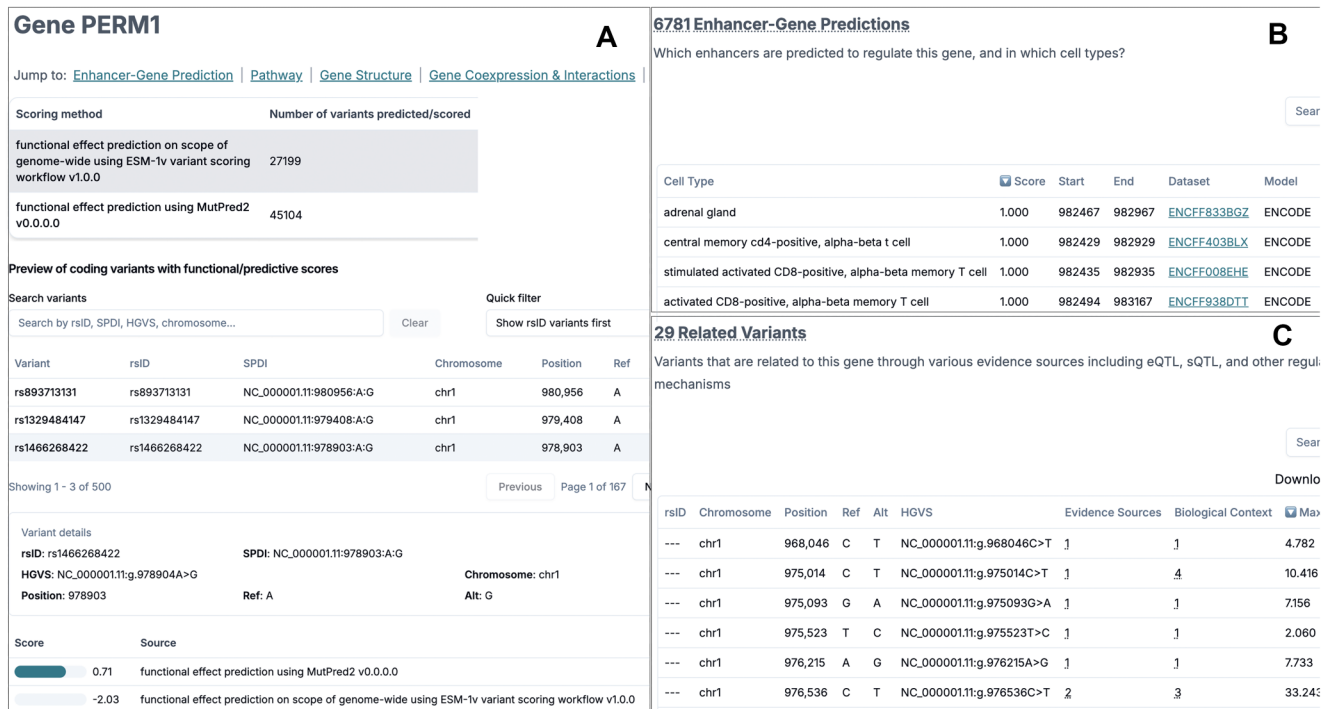 Gene PERM1
A
Jump to: Enhancer-Gene Prediction | Pathway | Gene Structure | Gene Coexpression & Interactions |
Scoring method Number of variants predicted/scored
functional effect prediction on scope of
genome-wide using ESM-1v variant scoring
workflow v1.0.0
27199
functional effect prediction using MutPred2
v0.0.0.0
45104
Preview of coding variants with functional/predictive scores
Search variants Quick filter
Search by rsID, SPDI, HGVS, chromosome... Clear Show rsID variants first
Variant rsID SPDI Chromosome Position Ref
rs893713131 rs893713131 NC_000001.11:980956:A:G chr1 980,956 A
rs1329484147 rs1329484147 NC_000001.11:979408:A:G chr1 979,408 A
rs1466268422 rs1466268422 NC_000001.11:978903:A:G chr1 978,903 A
Showing 1 - 3 of 500 Previous Page 1 of 167 N
Variant details
rsID: rs1466268422 SPDI: NC_000001.11:978903:A:G
HGVS: NC_000001.11:g.978904A>G Chromosome: chr1
Position: 978903 Ref: A Alt: G
Score Source
0.71 functional effect prediction using MutPred2 v0.0.0.0
-2.03 functional effect prediction on scope of genome-wide using ESM-1v variant scoring workflow v1.0.0
6781 Enhancer-Gene Predictions
B
Which enhancers are predicted to regulate this gene, and in which cell types?
Sear
Cell Type Score Start End Dataset Model
adrenal gland 1.000 982467 982967 ENCFF833BGZ ENCODE
central memory cd4-positive, alpha-beta t cell 1.000 982429 982929 ENCFF403BLX ENCODE
stimulated activated CD8-positive, alpha-beta memory T cell 1.000 982435 982935 ENCFF008EHE ENCODE
activated CD8-positive, alpha-beta memory T cell 1.000 982494 983167 ENCFF938DTT ENCODE
29 Related Variants
C
Variants that are related to this gene through various evidence sources including eQTL, sQTL, and other regula
mechanisms
Sear
Downlo
rsID Chromosome Position Ref Alt HGVS Evidence Sources Biological Context Max
--- chr1 968,046 C T NC_000001.11:g.968046C>T 1 1 4.782
--- chr1 975,014 C T NC_000001.11:g.975014C>T 1 4 10.416
--- chr1 975,093 G A NC_000001.11:g.975093G>A 1 1 7.156
--- chr1 975,523 T C NC_000001.11:g.975523T>C 1 1 2.060
--- chr1 976,215 A G NC_000001.11:g.976215A>G 1 1 7.733
--- chr1 976,536 C T NC_000001.11:g.976536C>T 2 3 33.243